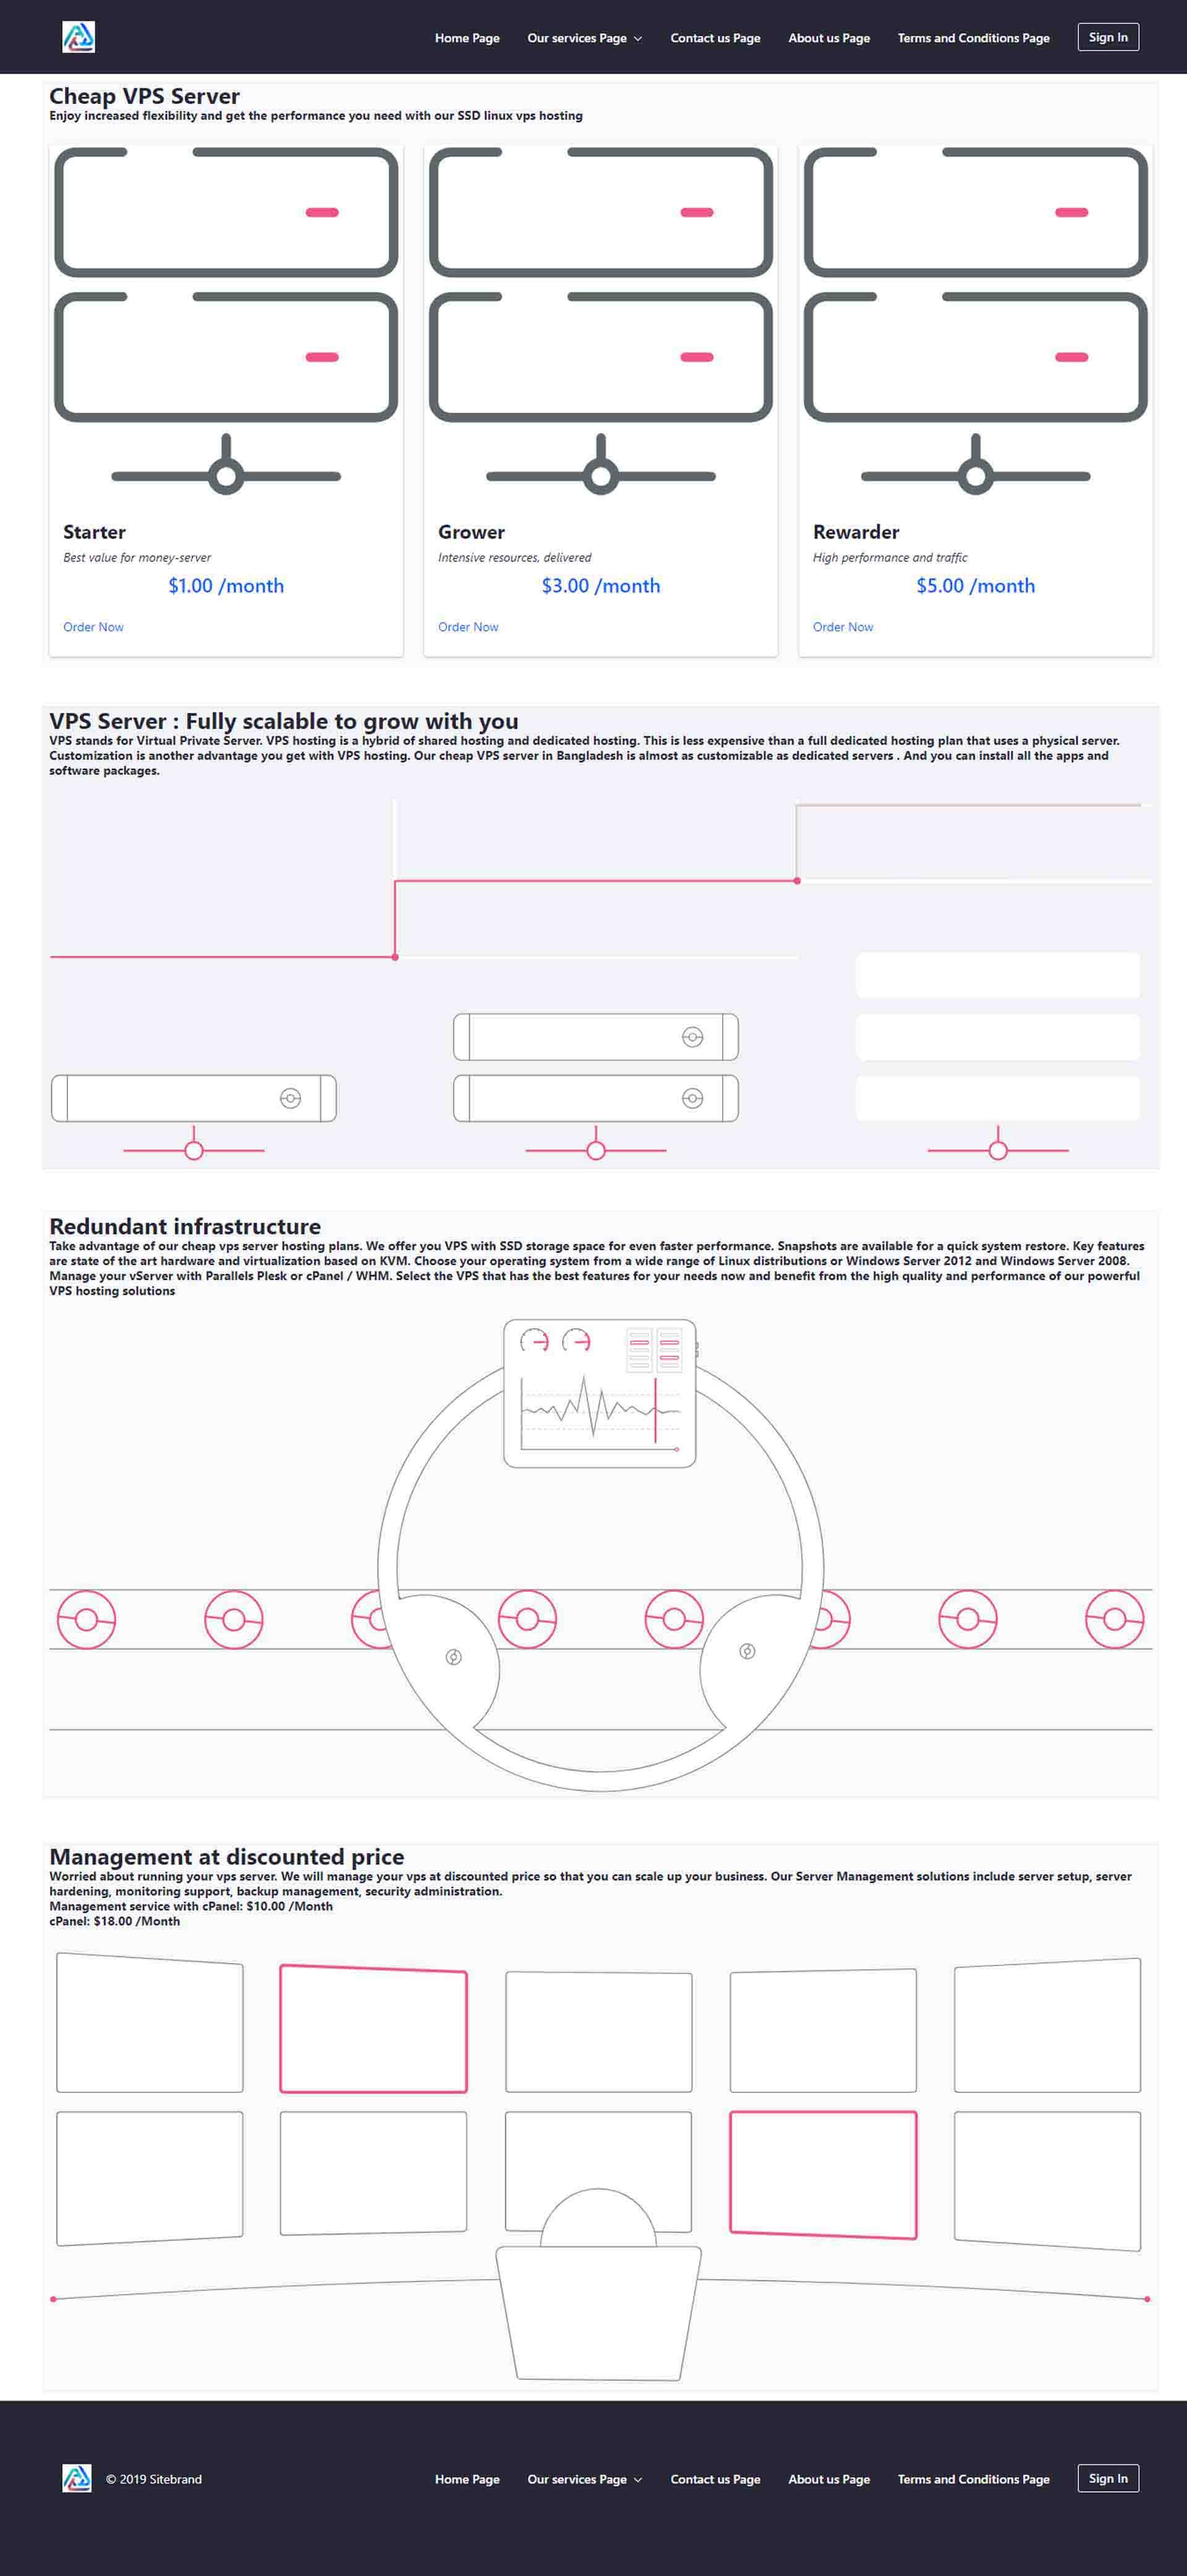 Home Page Our services Page Contact us Page About us Page Terms and Conditions Page Sign In
Cheap VPS Server
Enjoy increased flexibility and get the performance you need with our SSD linux vps hosting
Starter
Best value for money-server
$1.00 /month
Order Now
Grower
Intensive resources, delivered
$3.00 /month
Order Now
Rewarder
High performance and traffic
$5.00 /month
Order Now
VPS Server : Fully scalable to grow with you
VPS stands for Virtual Private Server. VPS hosting is a hybrid of shared hosting and dedicated hosting. This is less expensive than a full dedicated hosting plan that uses a physical server.
Customization is another advantage you get with VPS hosting. Our cheap VPS server in Bangladesh is almost as customizable as dedicated servers . And you can install all the apps and
software packages.
Redundant infrastructure
Take advantage of our cheap vps server hosting plans. We offer you VPS with SSD storage space for even faster performance. Snapshots are available for a quick system restore. Key features
are state of the art hardware and virtualization based on KVM. Choose your operating system from a wide range of Linux distributions or Windows Server 2012 and Windows Server 2008.
Manage your vServer with Parallels Plesk or cPanel / WHM. Select the VPS that has the best features for your needs now and benefit from the high quality and performance of our powerful
VPS hosting solutions
Management at discounted price
Worried about running your vps server. We will manage your vps at discounted price so that you can scale up your business. Our Server Management solutions include server setup, server
hardening, monitoring support, backup management, security administration.
Management service with cPanel: $10.00 /Month
cPanel: $18.00 /Month
© 2019 Sitebrand Home Page Our services Page Contact us Page About us Page Terms and Conditions Page Sign In